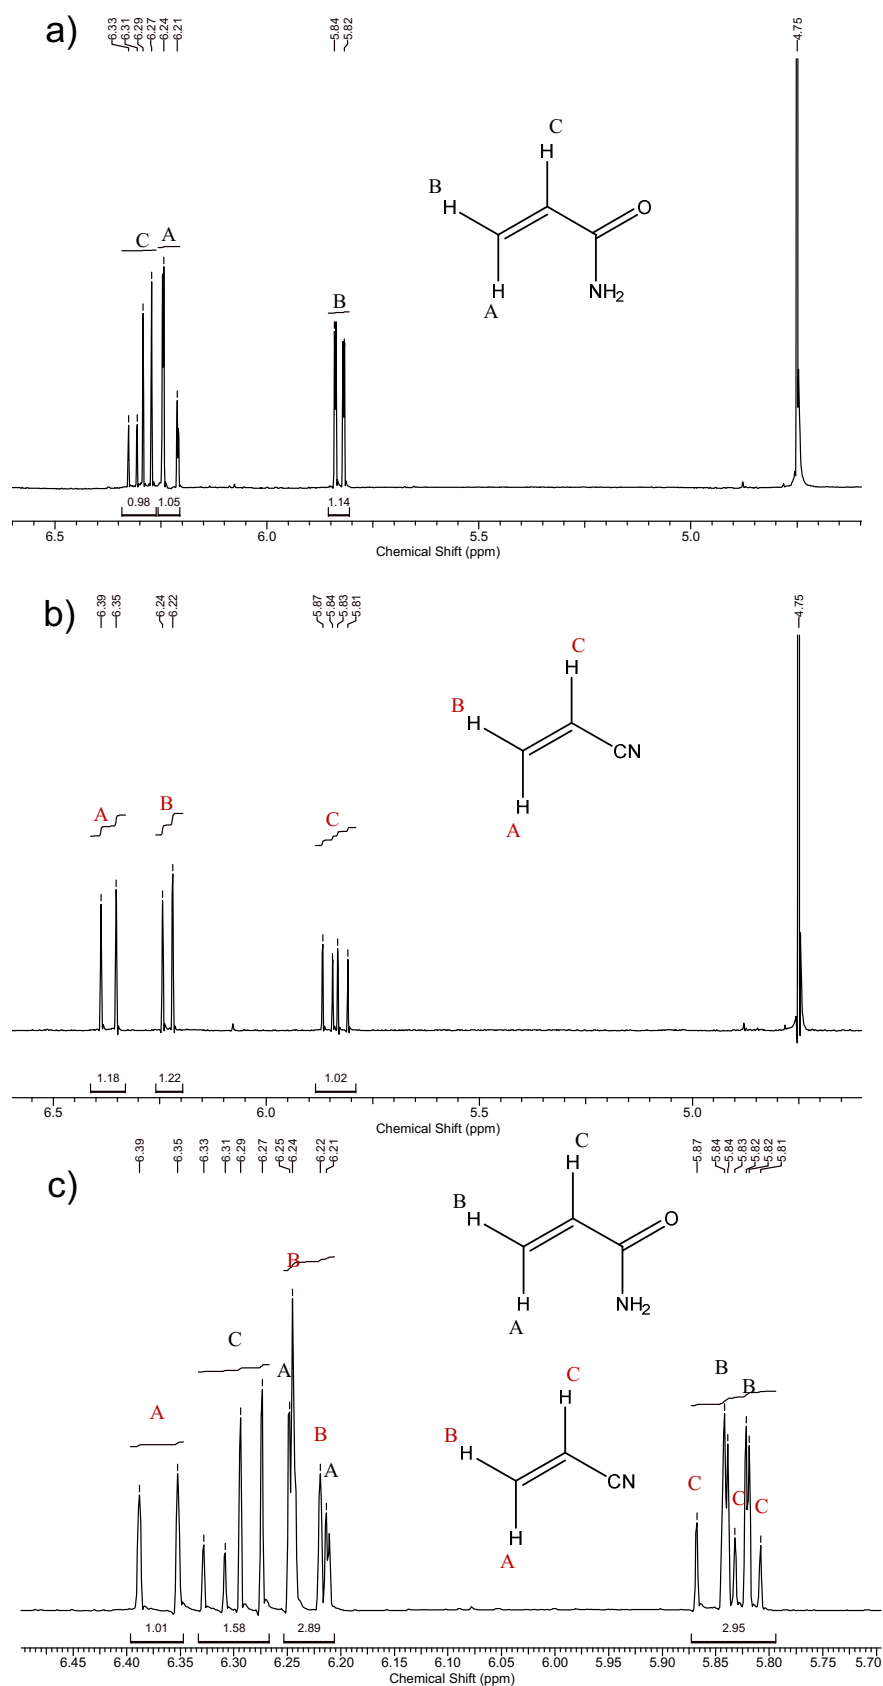 a)
6.33 6.31 6.29 6.27 6.24 6.21 5.84 5.82 4.75
C
H
B
H
O
C A
H
NH2
A
B
0.98 1.05 1.14
6.5 6.0 5.5 5.0
Chemical Shift (ppm)
b)
6.39 6.35 6.24 6.22 5.87 5.84 5.83 5.81 4.75
C
H
B
H
CN
H
A
A B C
1.18 1.22 1.02
6.5 6.0 5.5 5.0
Chemical Shift (ppm)
c)
6.39 6.35 6.33 6.31 6.29 6.27 6.25 6.24 6.22 6.21 5.87 5.84 5.84 5.83 5.82 5.82 5.81
C
H
B
H
O
H
NH2
A
B
C
A
B
B
A
B
A
C
H
B
H
CN
H
A
C C C
1.01 1.58 2.89 2.95
6.45 6.40 6.35 6.30 6.25 6.20 6.15 6.10 6.05 6.00 5.95 5.90 5.85 5.80 5.75 5.70
Chemical Shift (ppm)